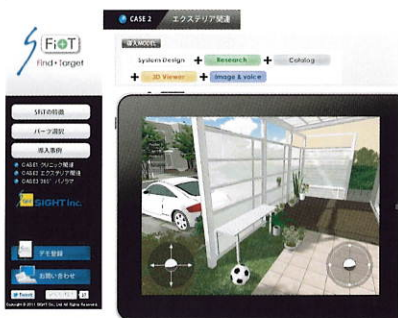 CASE 2 エクステリア関連
導入MODEL
System Design + Research + Catalog
+ 3D Viewer + Image & voice
FiT
Find・Target
SFiTの特徴
パーツ選択
導入事例
CASE1 クリニック関連
CASE2 エクステリア関連
CASE3 360° パノラマ
SIGHT Inc.
デモ登録
お問い合わせ
Tweet